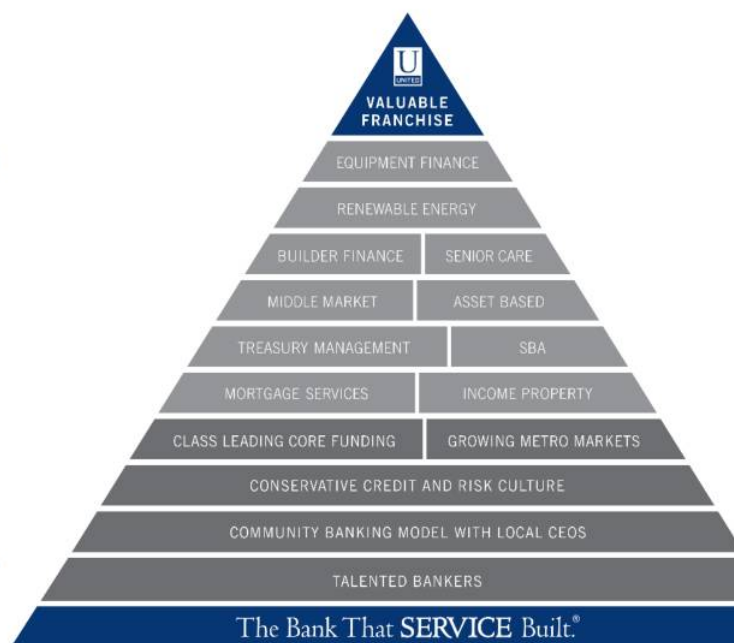 U
UNITED
VALUABLE
FRANCHISE
EQUIPMENT FINANCE
RENEWABLE ENERGY
BUILDER FINANCE SENIOR CARE
MIDDLE MARKET ASSET BASED
TREASURY MANAGEMENT SBA
MORTGAGE SERVICES INCOME PROPERTY
CLASS LEADING CORE FUNDING GROWING METRO MARKETS
CONSERVATIVE CREDIT AND RISK CULTURE
COMMUNITY BANKING MODEL WITH LOCAL CEOS
TALENTED BANKERS
The Bank That SERVICE Built.®